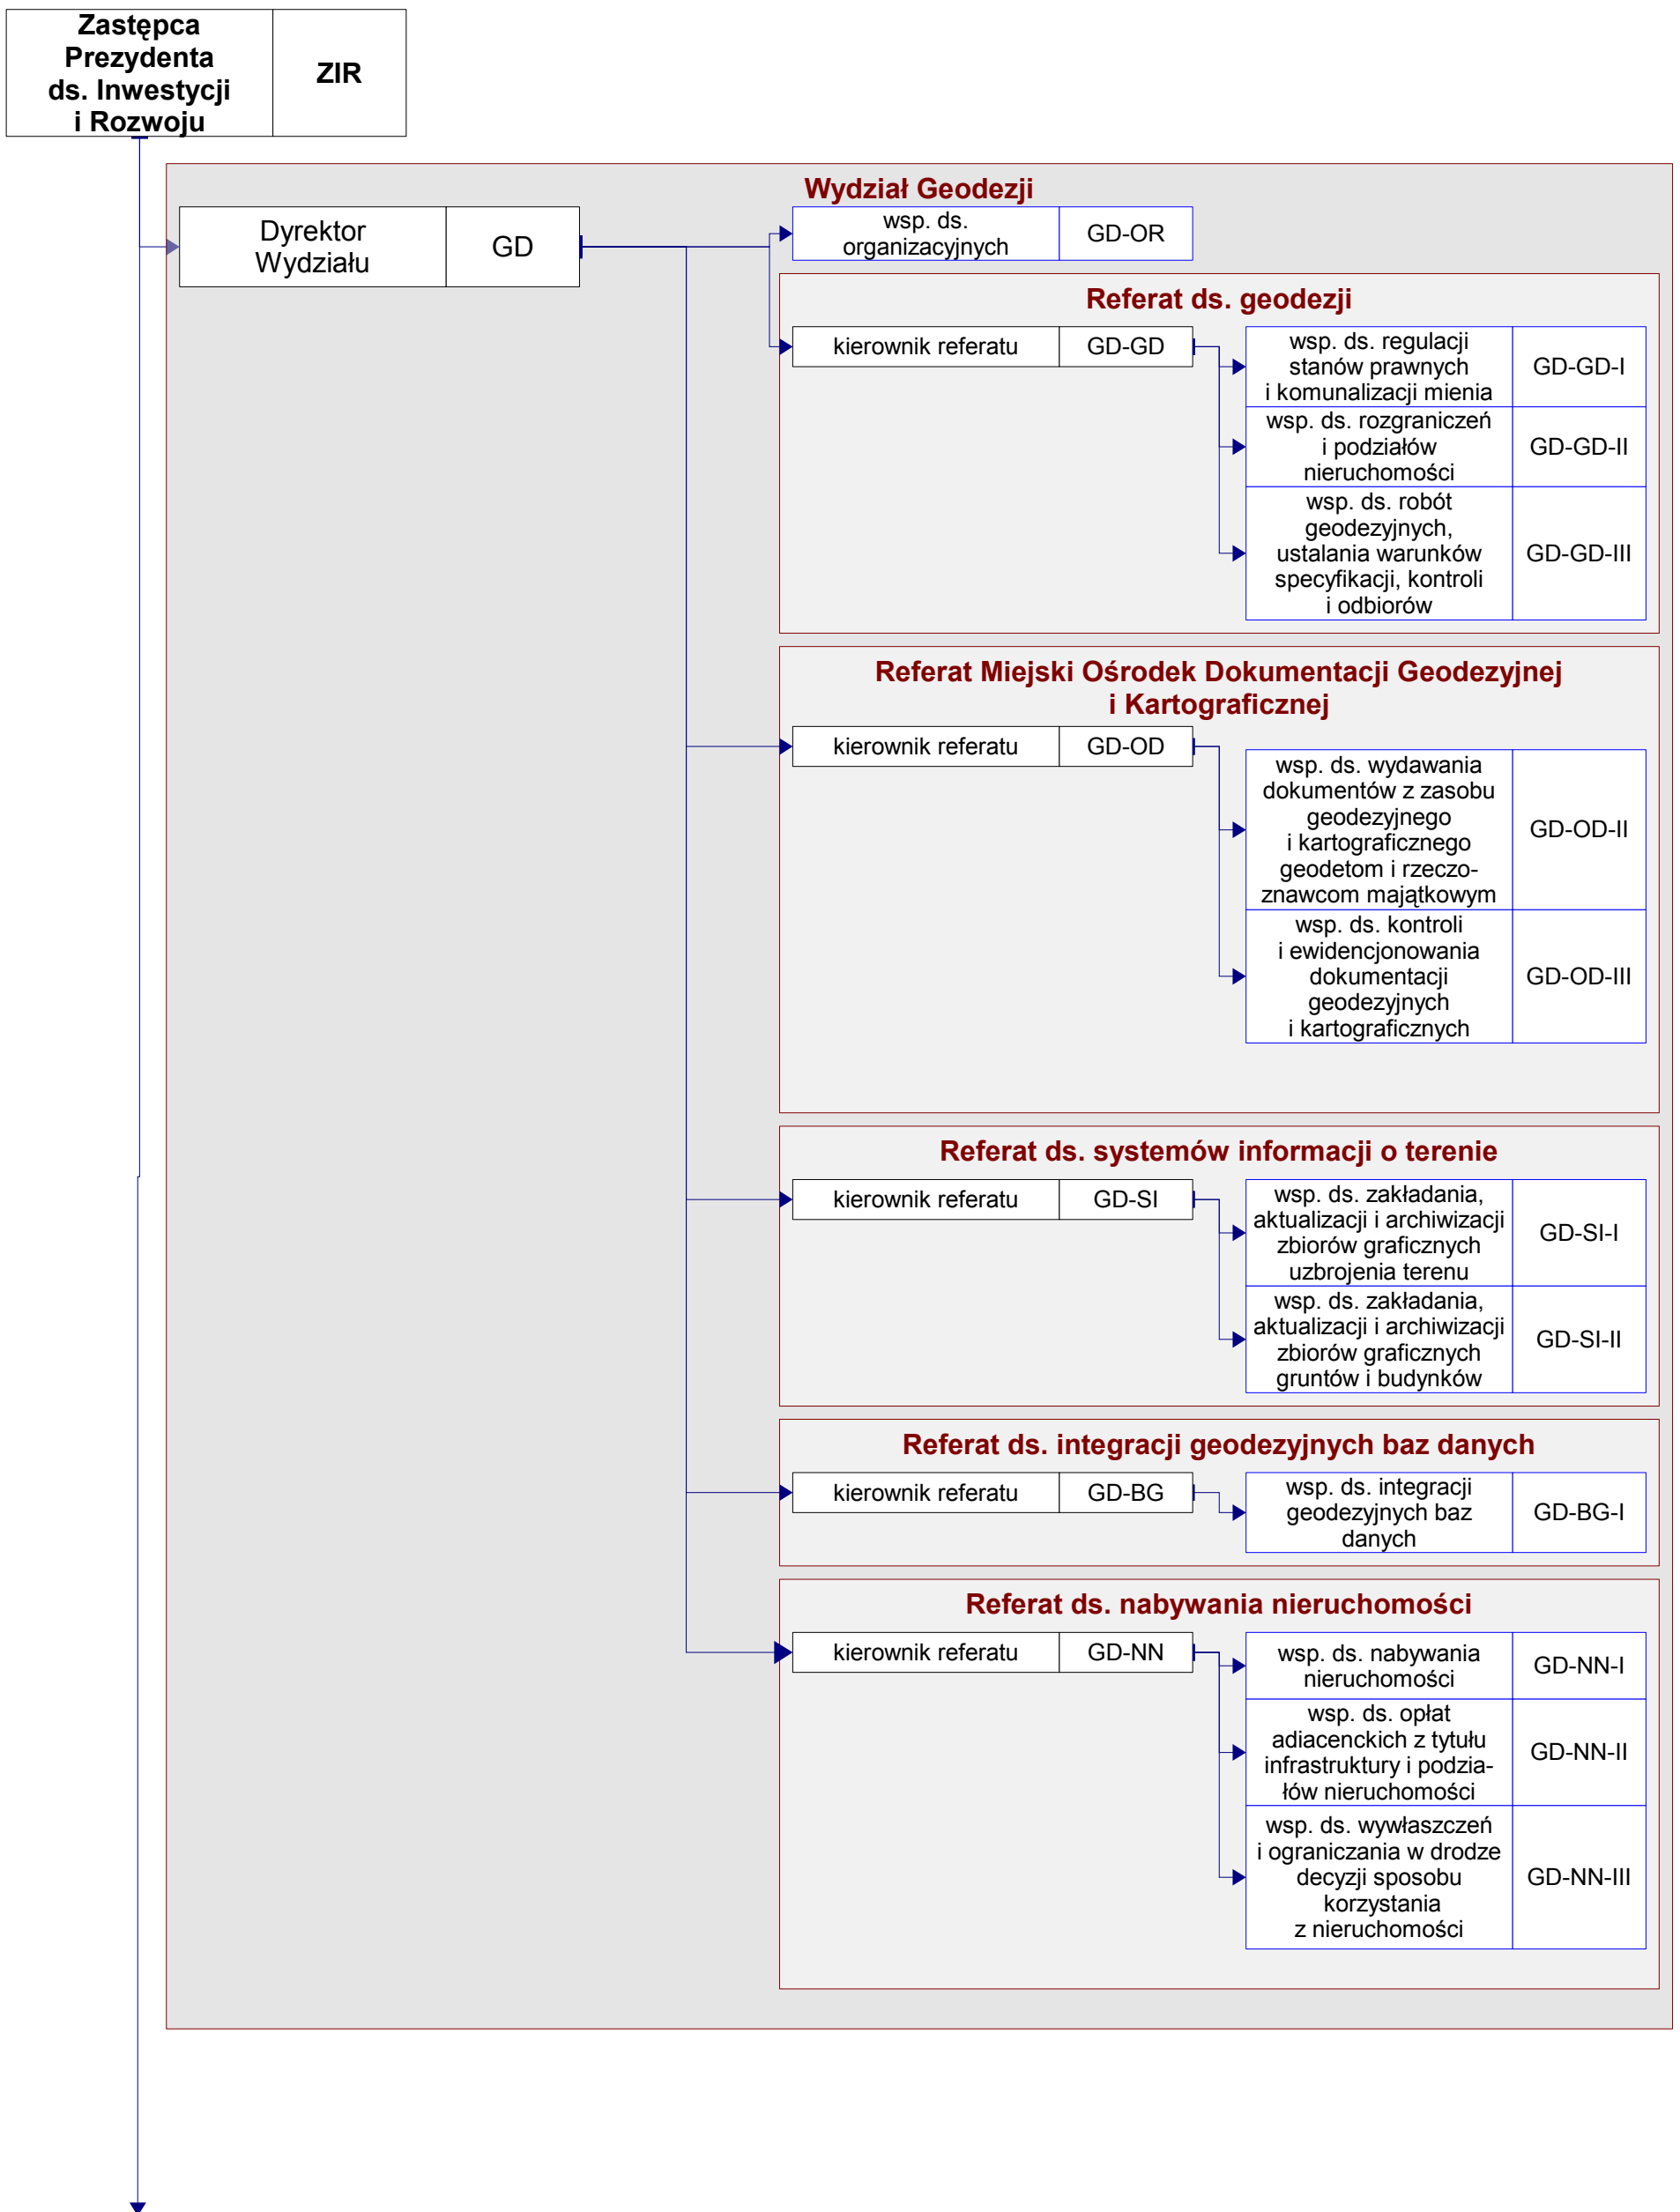 Zastępca
Prezydenta
ds. Inwestycji
i Rozwoju
ZIR
Wydział Geodezji
Dyrektor
Wydziału
GD
wsp. ds.
organizacyjnych
GD-OR
Referat ds. geodezji
kierownik referatu
GD-GD
wsp. ds. regulacji
stanów prawnych
i komunalizacji mienia
GD-GD-I
wsp. ds. rozgraniczeń
i podziałów
nieruchomości
GD-GD-II
wsp. ds. robót
geodezyjnych,
ustalania warunków
specyfikacji, kontroli
i odbiorów
GD-GD-III
Referat Miejski Ośrodek Dokumentacji Geodezyjnej
i Kartograficznej
kierownik referatu
GD-OD
wsp. ds. wydawania
dokumentów z zasobu
geodezyjnego
i kartograficznego
geodetom i rzeczo-
znawcom majątkowym
GD-OD-II
wsp. ds. kontroli
i ewidencjonowania
dokumentacji
geodezyjnych
i kartograficznych
GD-OD-III
Referat ds. systemów informacji o terenie
kierownik referatu
GD-SI
wsp. ds. zakładania,
aktualizacji i archiwizacji
zbiorów graficznych
uzbrojenia terenu
GD-SI-I
wsp. ds. zakładania,
aktualizacji i archiwizacji
zbiorów graficznych
gruntów i budynków
GD-SI-II
Referat ds. integracji geodezyjnych baz danych
kierownik referatu
GD-BG
wsp. ds. integracji
geodezyjnych baz
danych
GD-BG-I
Referat ds. nabywania nieruchomości
kierownik referatu
GD-NN
wsp. ds. nabywania
nieruchomości
GD-NN-I
wsp. ds. opłat
adiacenckich z tytułu
infrastruktury i podzia-
łów nieruchomości
GD-NN-II
wsp. ds. wywłaszczeń
i ograniczania w drodze
decyzji sposobu
korzystania
z nieruchomości
GD-NN-III